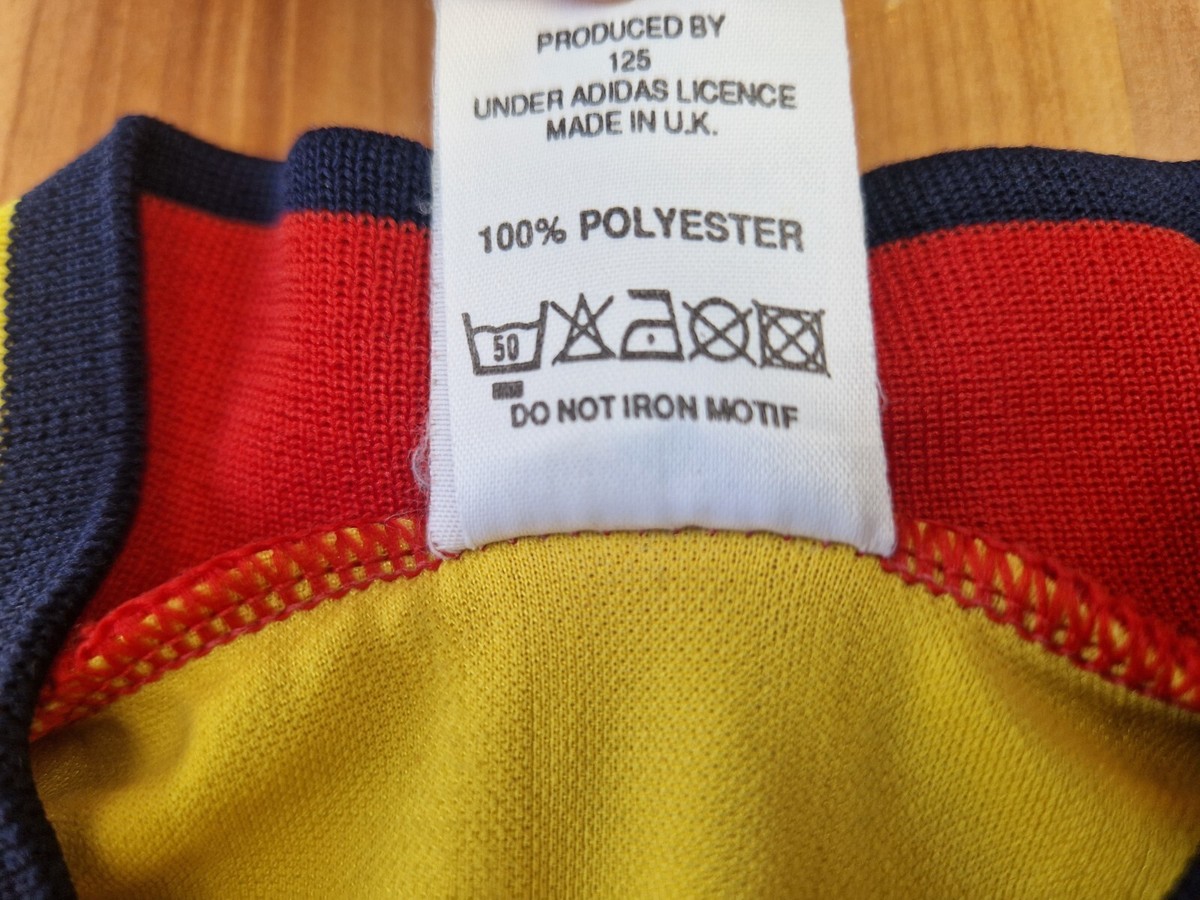 PRODUCED BY
125
UNDER ADIDAS LICENCE
MADE IN U.K.
100% POLYESTER
50
DO NOT IRON MOTIF